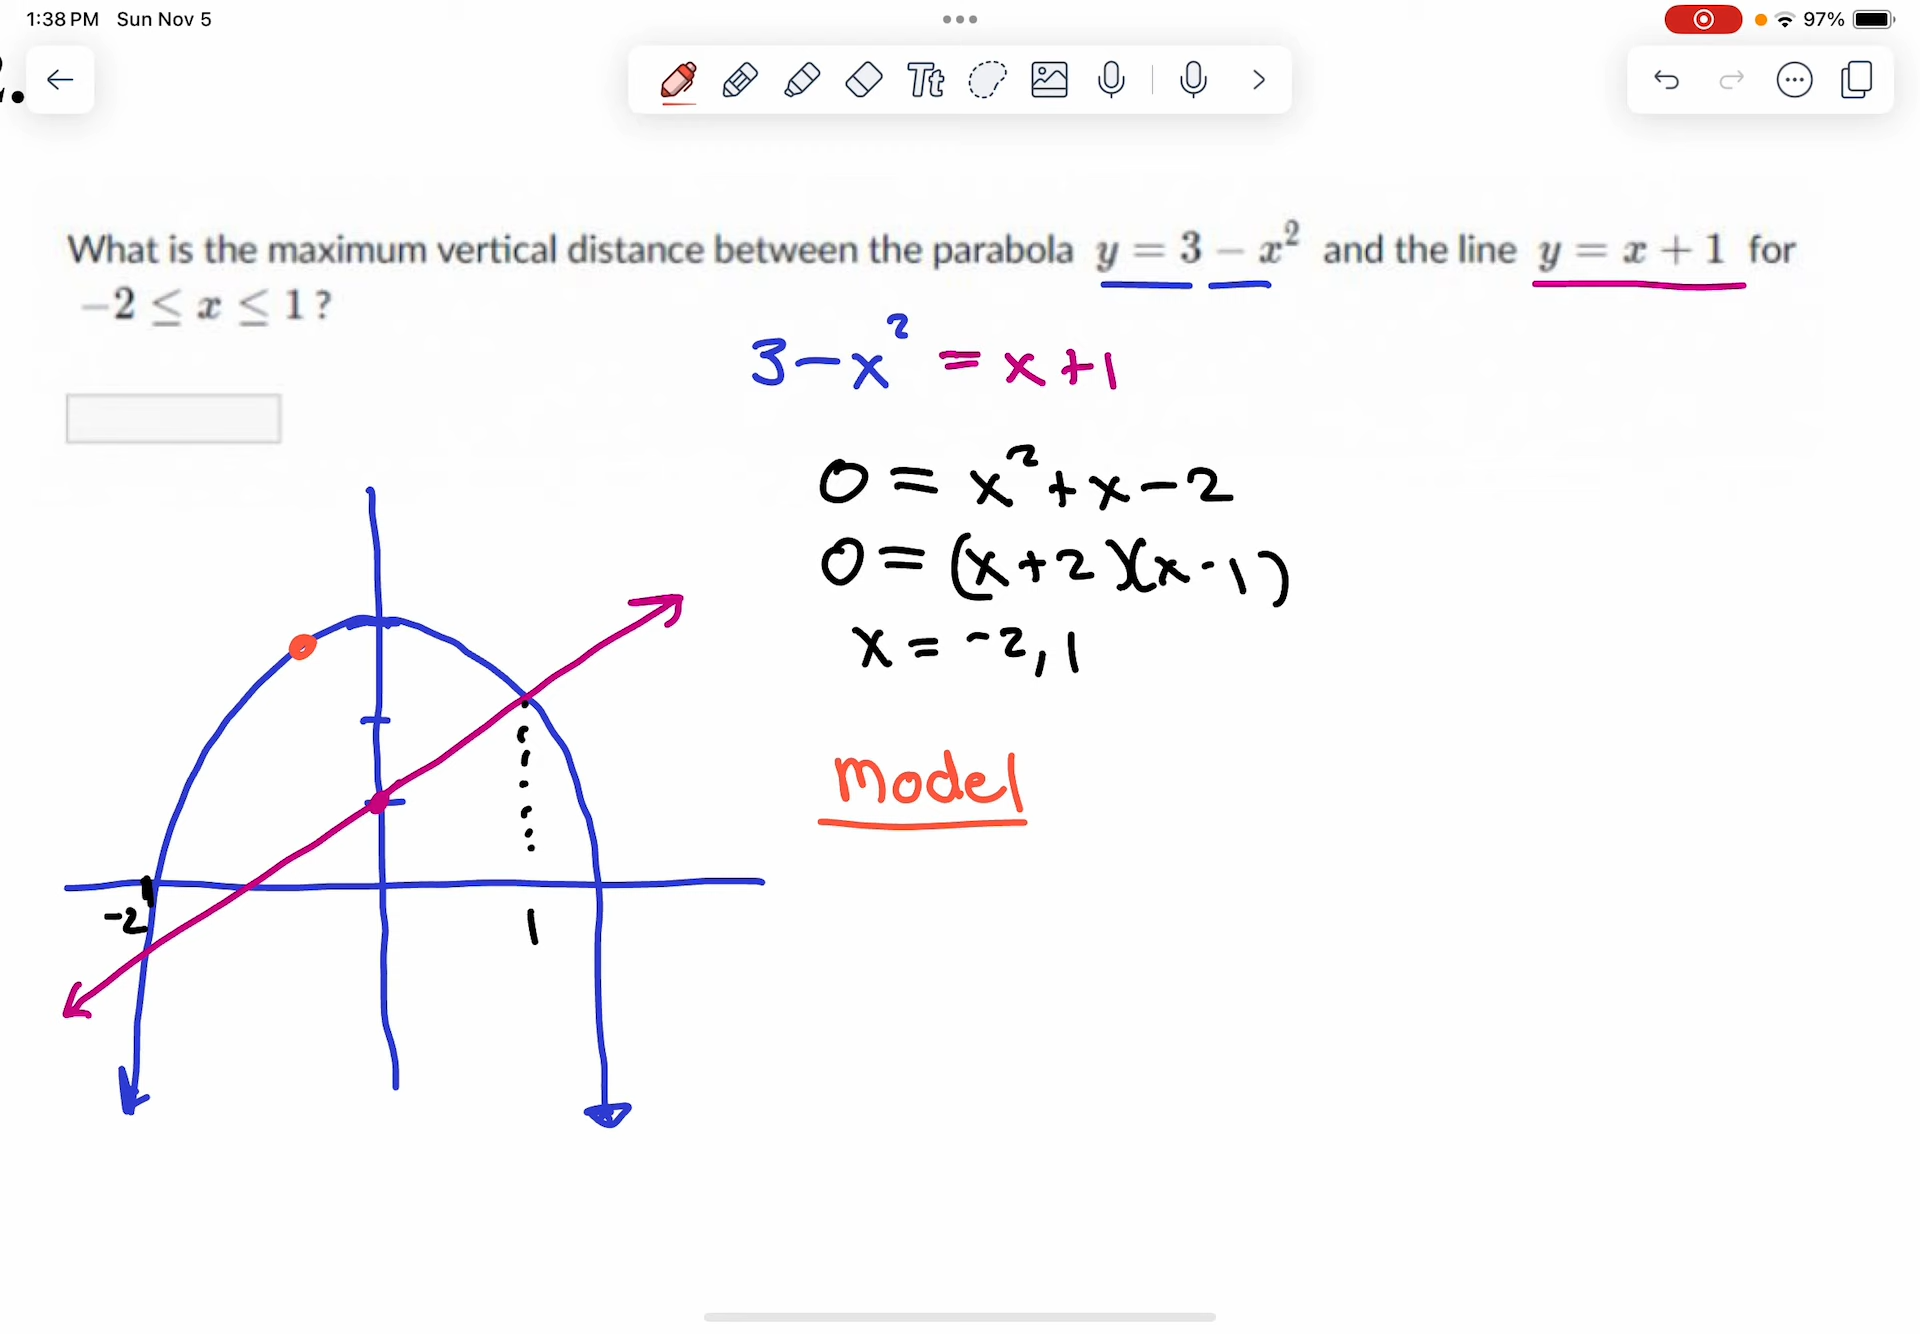 1:38 PM Sun Nov 5
97%
Tt
What is the maximum vertical distance between the parabola y = 3 − x² and the line y = x + 1 for
−2 ≤ x ≤ 1?
3−x² = x+1
0 = x²+x−2
0 = (x+2)(x-1)
x = -2, 1
Model
-2
1